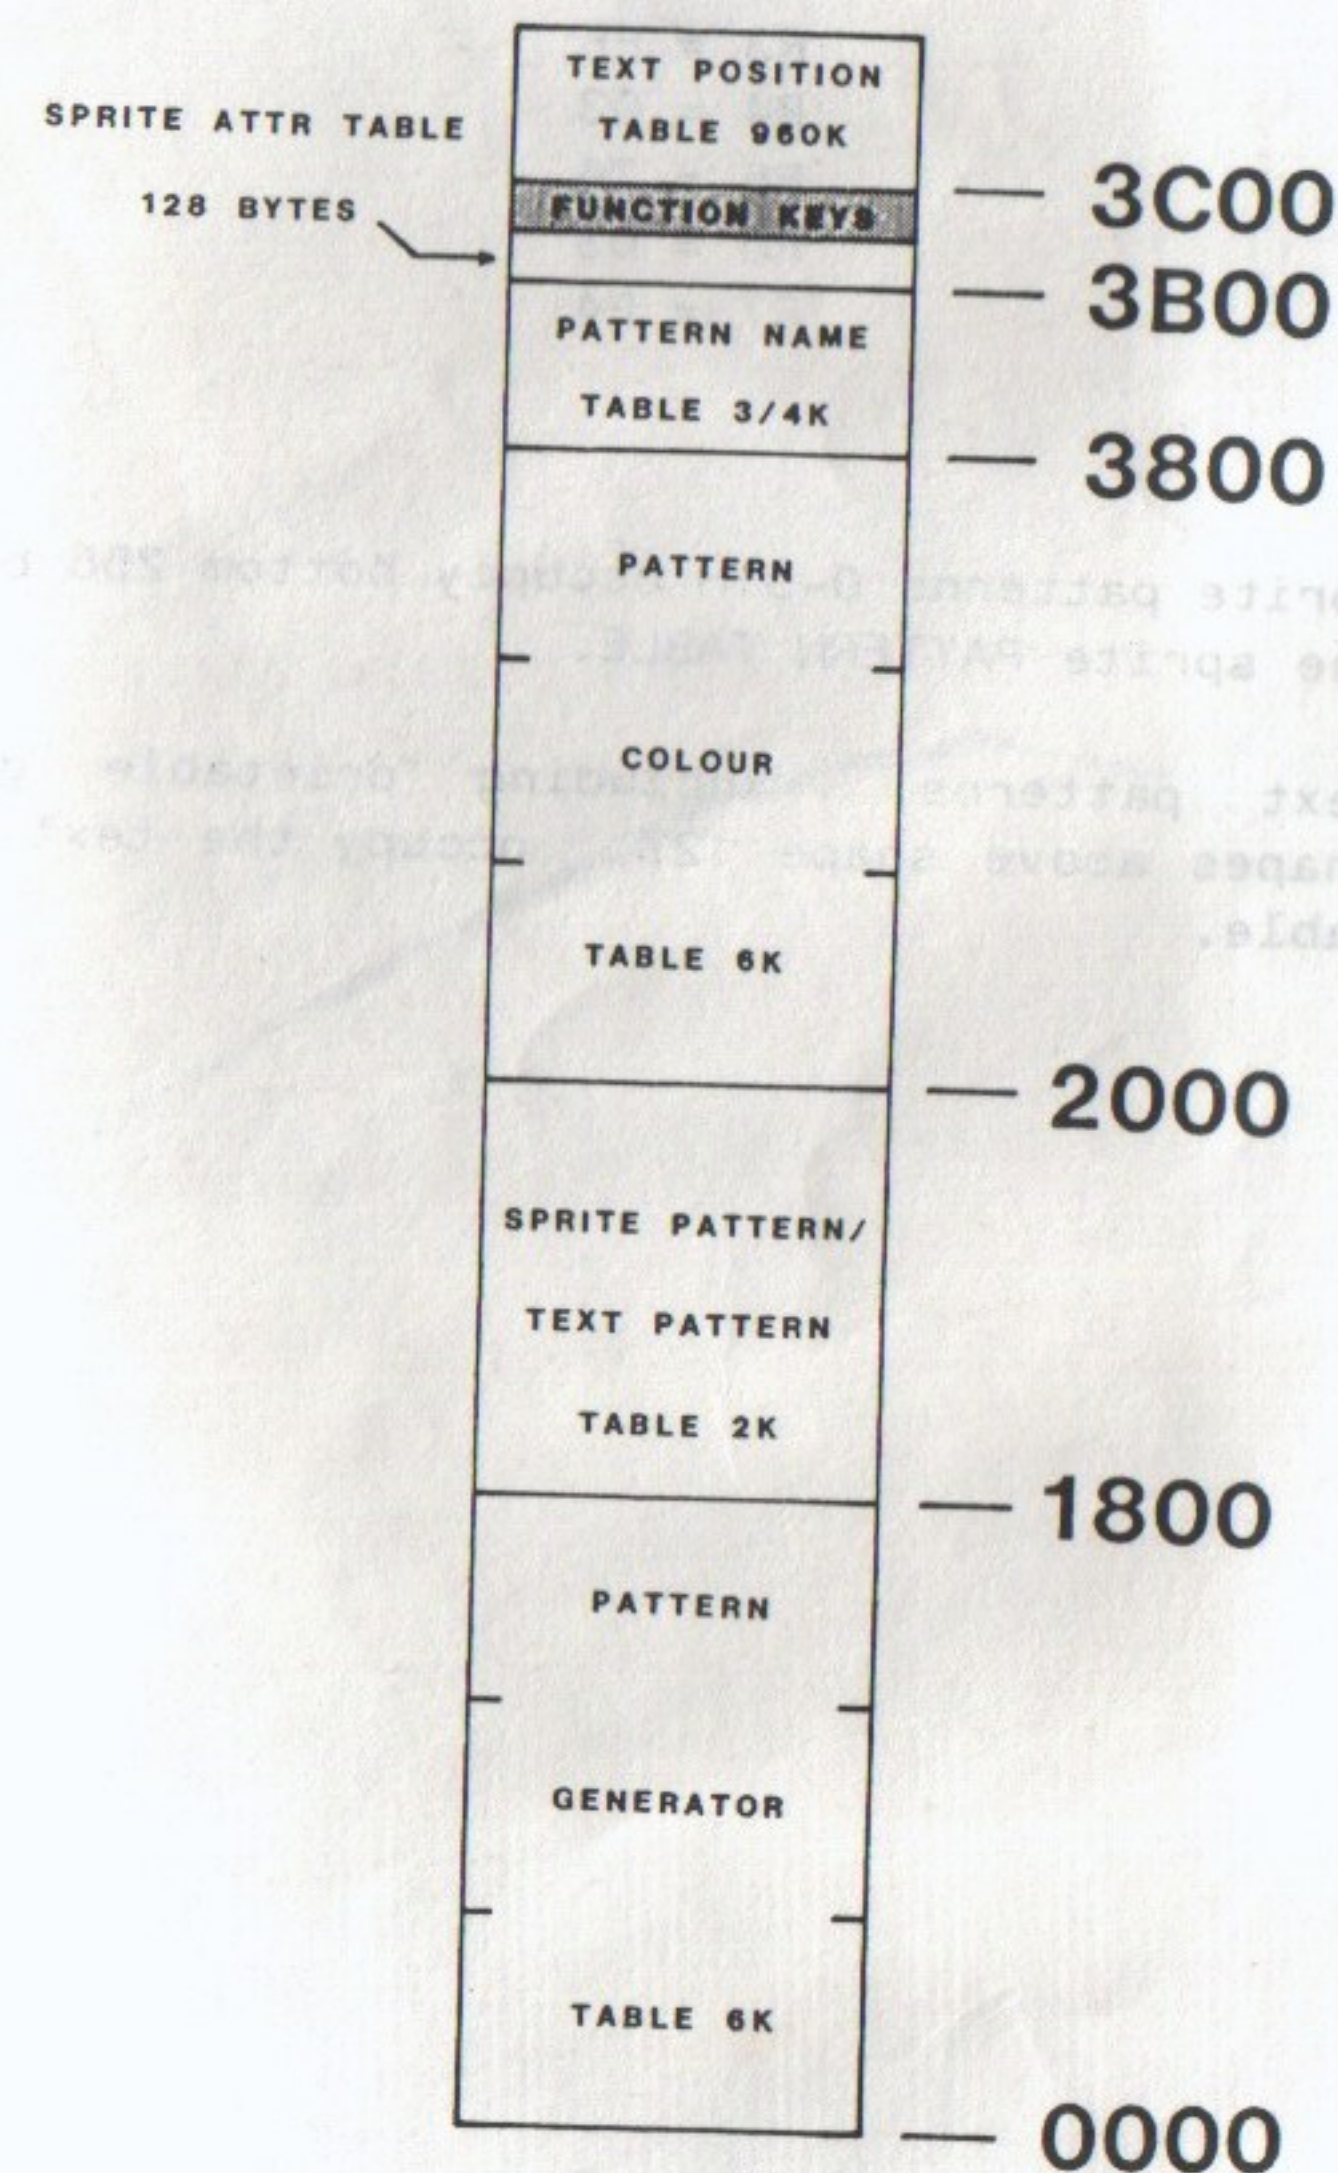 TEXT POSITION
TABLE 960K
SPRITE ATTR TABLE
128 BYTES
3C00
FUNCTION KEYS
3B00
PATTERN NAME
TABLE 3/4K
3800
PATTERN
COLOUR
TABLE 6K
2000
SPRITE PATTERN/
TEXT PATTERN
TABLE 2K
1800
PATTERN
GENERATOR
TABLE 6K
0000